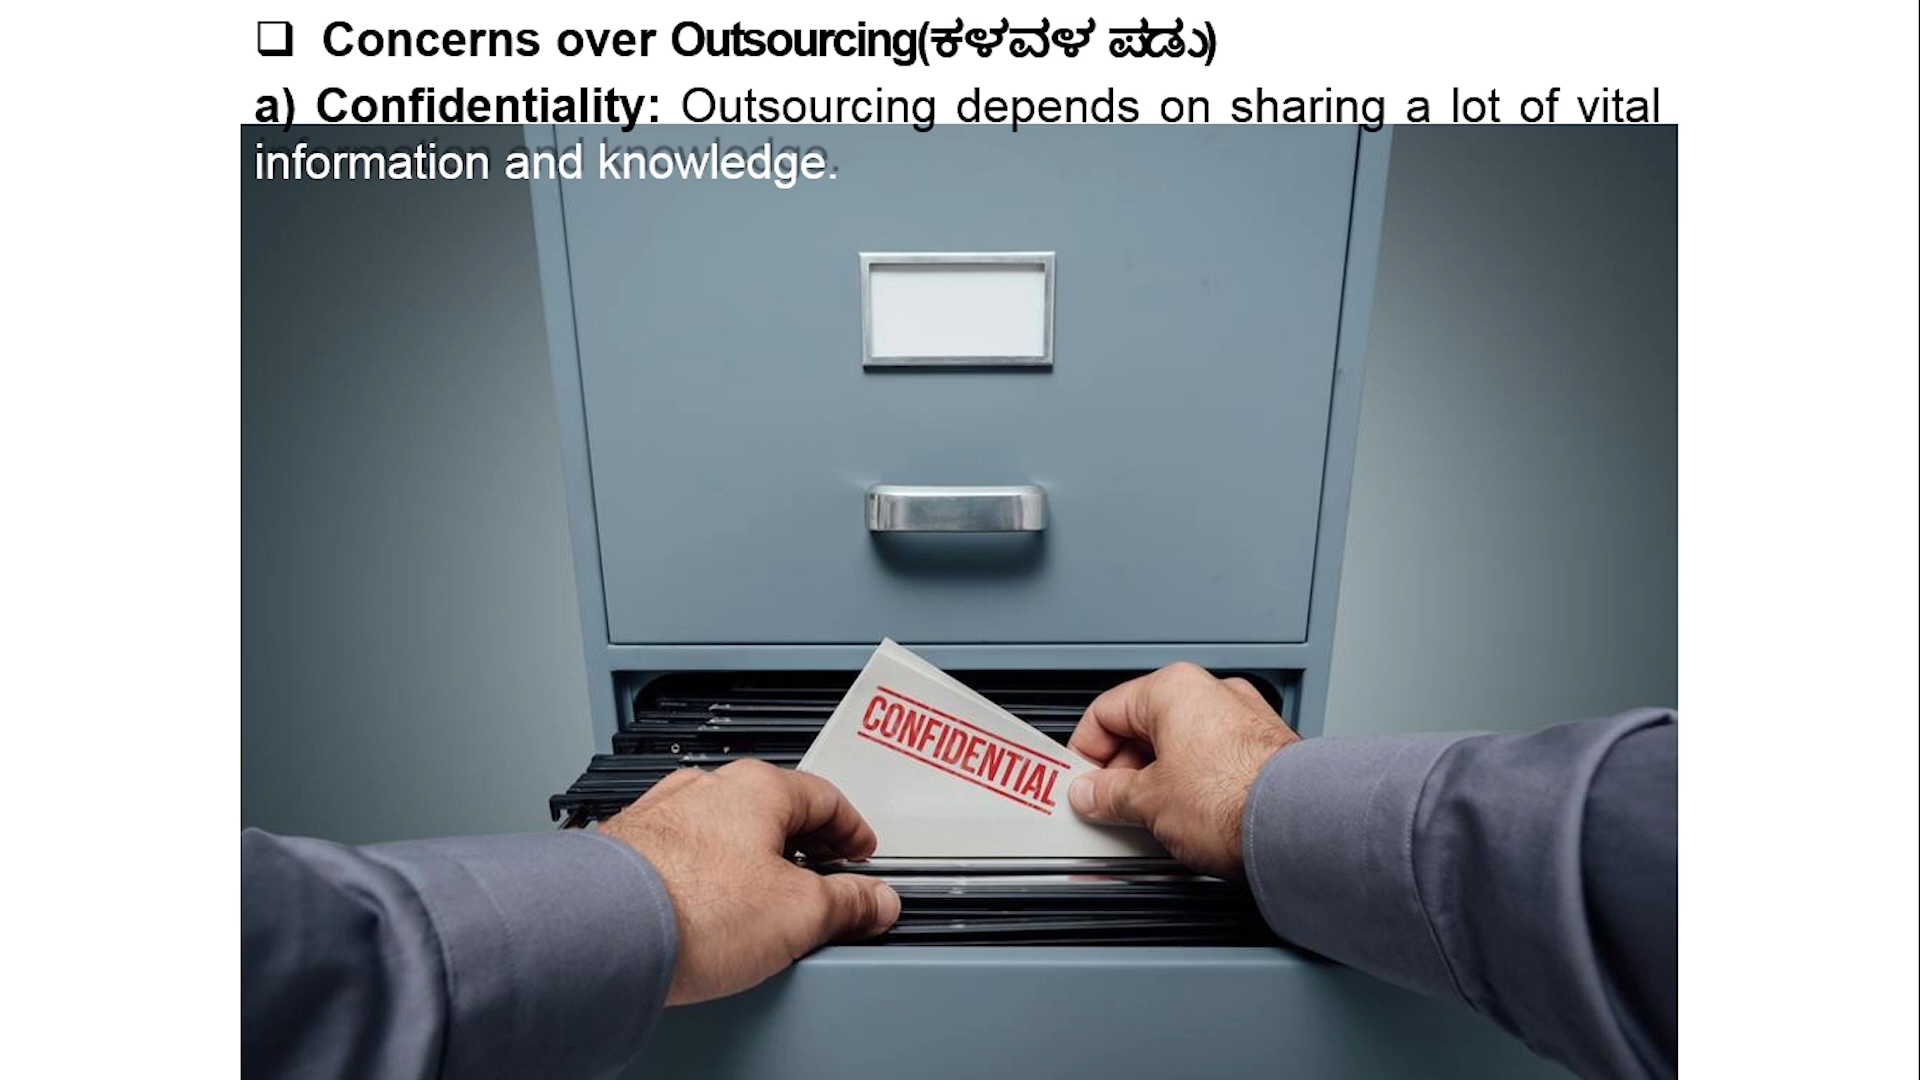 ❑ Concerns over Outsourcing(ಕಳವಳ ಪಡು)
a) Confidentiality: Outsourcing depends on sharing a lot of vital
information and knowledge.
CONFIDENTIAL